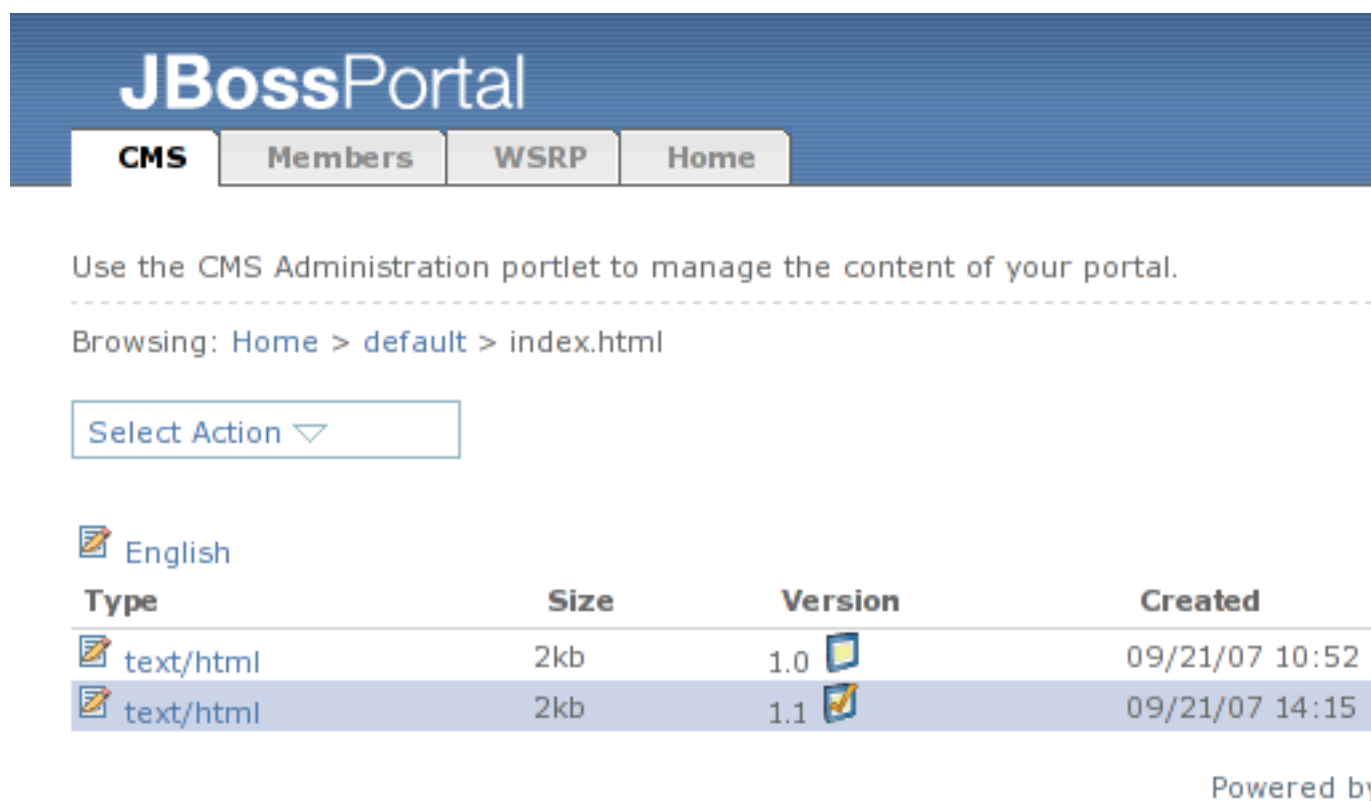 JBossPortal
CMS Members WSRP Home
Use the CMS Administration portlet to manage the content of your portal.
Browsing: Home > default > index.html
Select Action
English
Type Size Version Created
text/html 2kb 1.0 09/21/07 10:52
text/html 2kb 1.1 09/21/07 14:15
Powered by